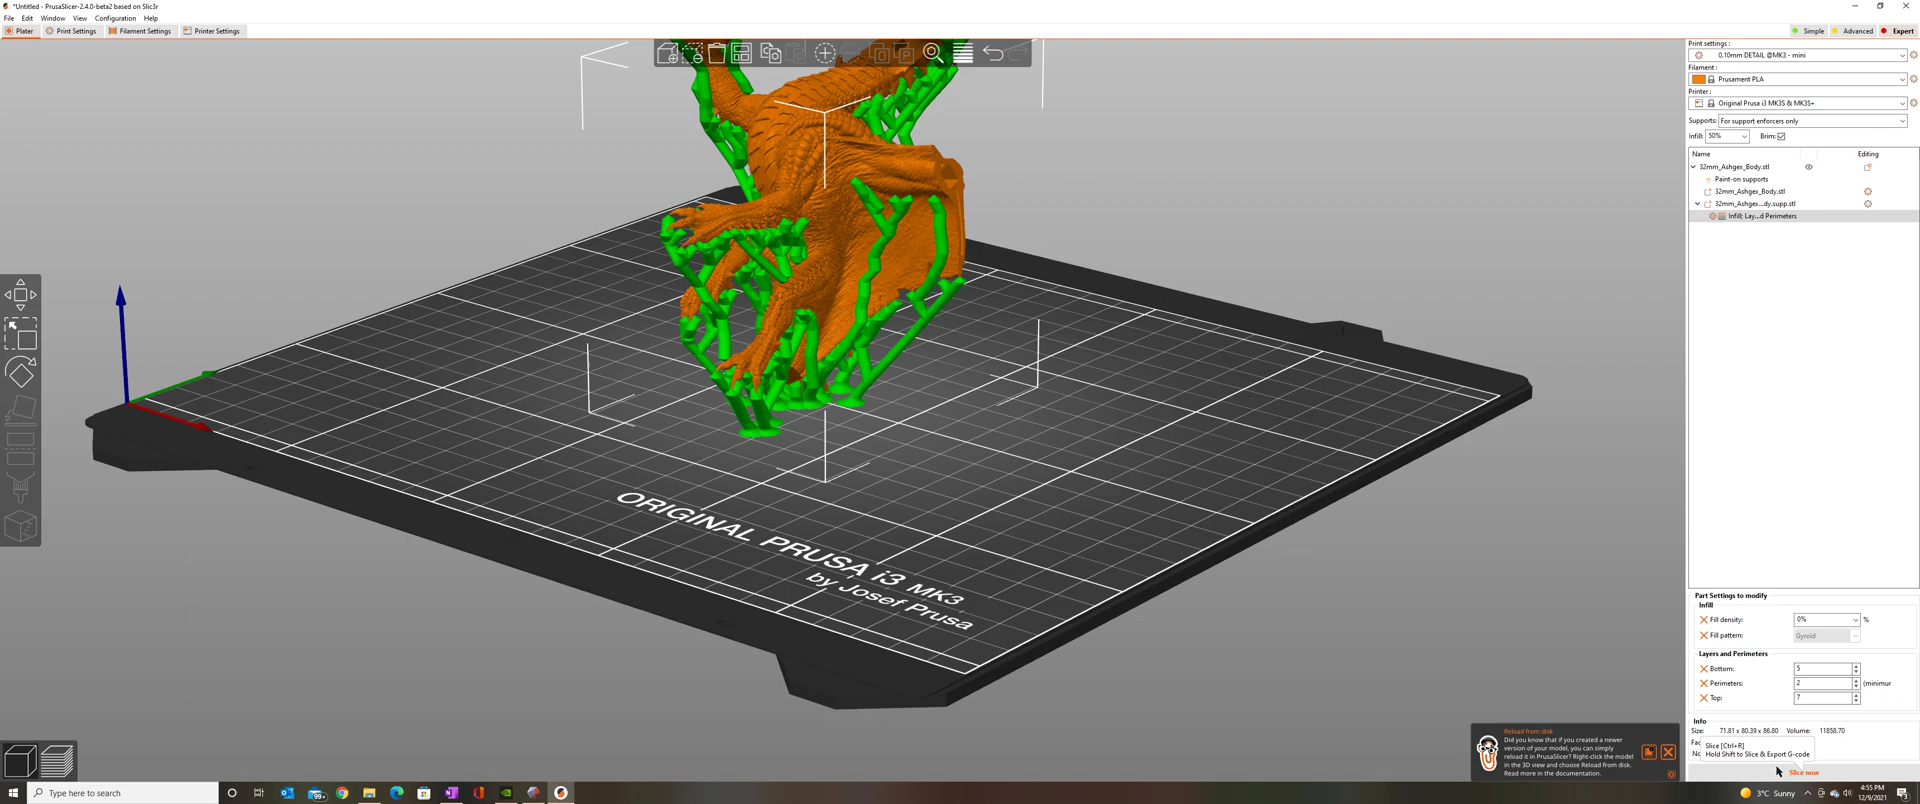 *Untitled - PrusaSlicer-2.4.0-beta2 based on Slic3r
File Edit Window View Configuration Help
Plater Print Settings Filament Settings Printer Settings
Simple Advanced Expert
Print settings :
0.10mm DETAIL @MK3 - mini
Filament :
Prusament PLA
Printer :
Original Prusa i3 MK3S & MK3S+
Supports: For support enforcers only
Infill: 50% Brim:
Name Editing
32mm_Ashgex_Body.stl
Paint-on supports
32mm_Ashgex_Body.stl
32mm_Ashgex...dy.supp.stl
Infill; Lay...d Perimeters
ORIGINAL PRUSA i3 MK3
by Josef Prusa
Part Settings to modify
Infill
Fill density: 0% %
Fill pattern: Gyroid
Layers and Perimeters
Bottom: 5
Perimeters: 2 (minimur
Top: 7
Info
Size: 71.81 x 80.39 x 86.80 Volume: 11858.70
Fac
No
Slice [Ctrl+R]
Hold Shift to Slice & Export G-code
Slice now
Reload from disk
Did you know that if you created a newer
version of your model, you can simply
reload it in PrusaSlicer? Right-click the model
in the 3D view and choose Reload from disk.
Read more in the documentation.
Type here to search
99+
3°C Sunny
4:55 PM
12/9/2021
3